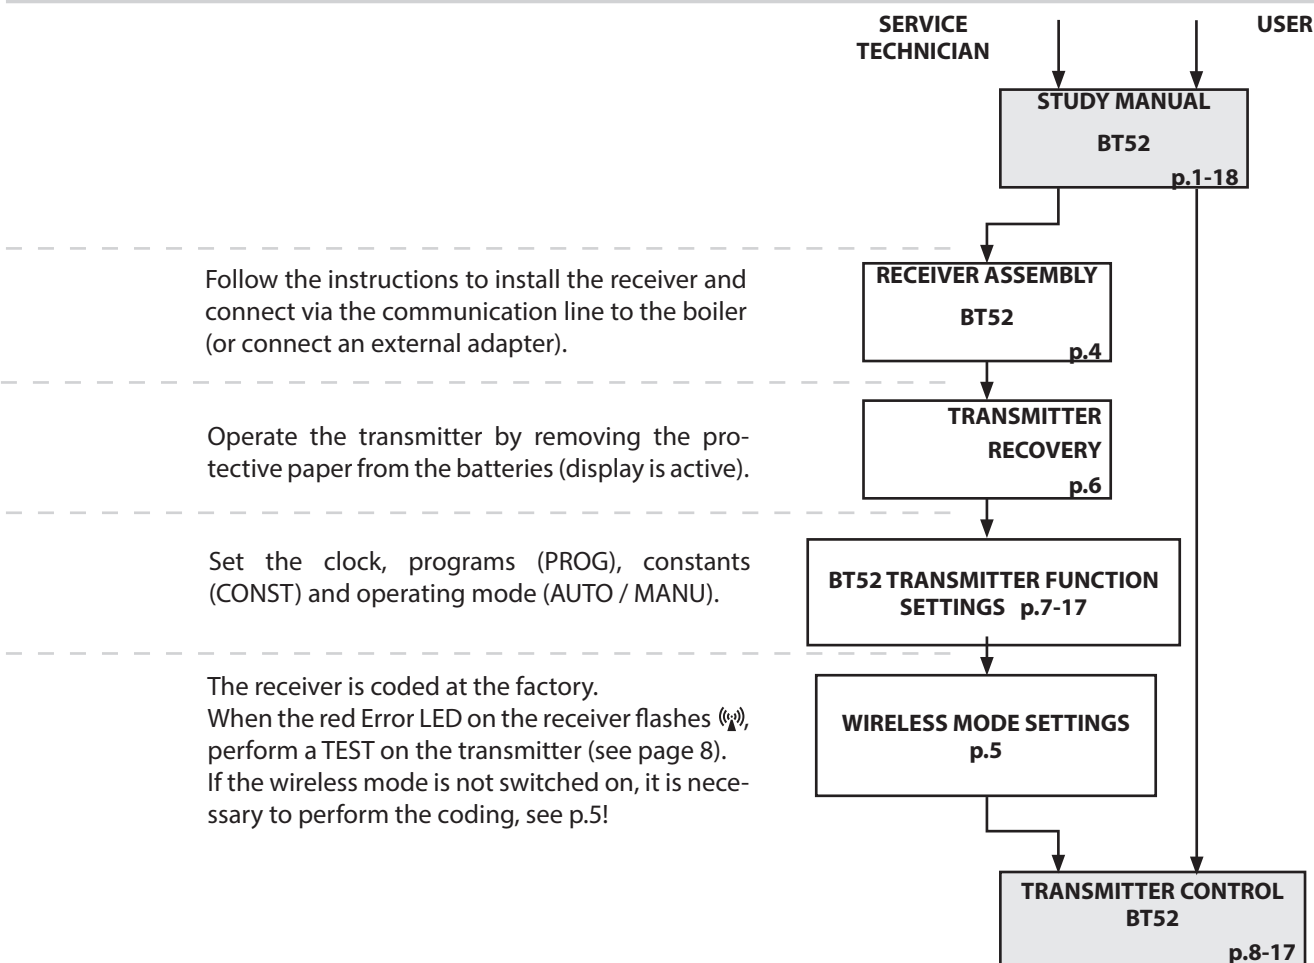 SERVICE
TECHNICIAN
USER
STUDY MANUAL
BT52
p.1-18
Follow the instructions to install the receiver and
connect via the communication line to the boiler
(or connect an external adapter).
RECEIVER ASSEMBLY
BT52
p.4
Operate the transmitter by removing the pro-
tective paper from the batteries (display is active).
TRANSMITTER
RECOVERY
p.6
Set the clock, programs (PROG), constants
(CONST) and operating mode (AUTO / MANU).
BT52 TRANSMITTER FUNCTION
SETTINGS p.7-17
The receiver is coded at the factory.
When the red Error LED on the receiver flashes ,
perform a TEST on the transmitter (see page 8).
If the wireless mode is not switched on, it is nece-
ssary to perform the coding, see p.5!
WIRELESS MODE SETTINGS
p.5
TRANSMITTER CONTROL
BT52
p.8-17